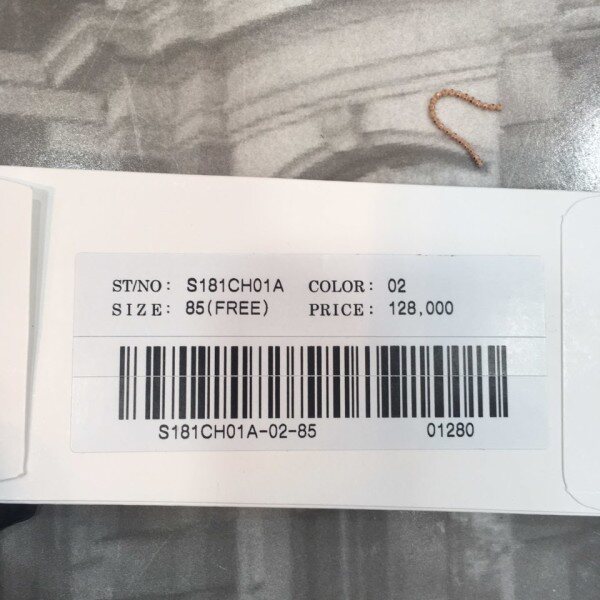 ST/NO: S181CH01A COLOR: 02
SIZE: 85(FREE) PRICE: 128,000
S181CH01A-02-85 01280